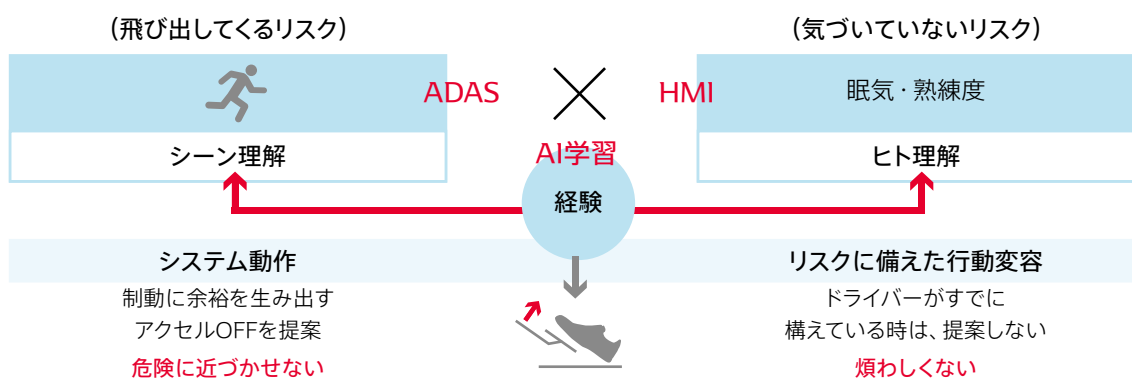 (飛び出してくるリスク)
(気づいていないリスク)
ADAS
HMI
眠気・熟練度
シーン理解
AI学習
ヒト理解
経験
システム動作
制動に余裕を生み出す
アクセルOFFを提案
危険に近づかせない
リスクに備えた行動変容
ドライバーがすでに
構えている時は、提案しない
煩わしくない